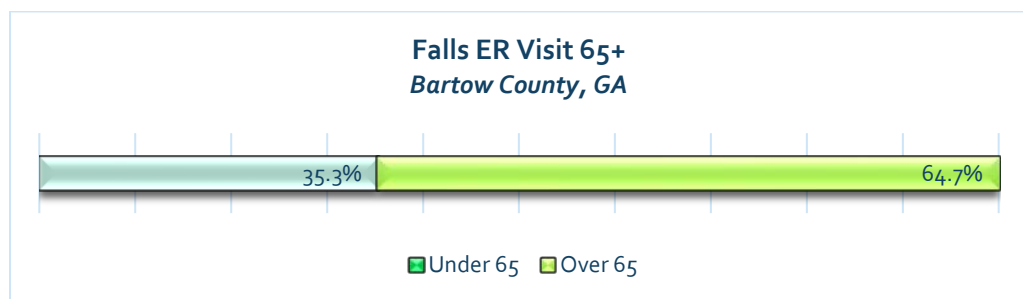 Falls ER Visit 65+
Bartow County, GA
35.3% 64.7%
Under 65 Over 65